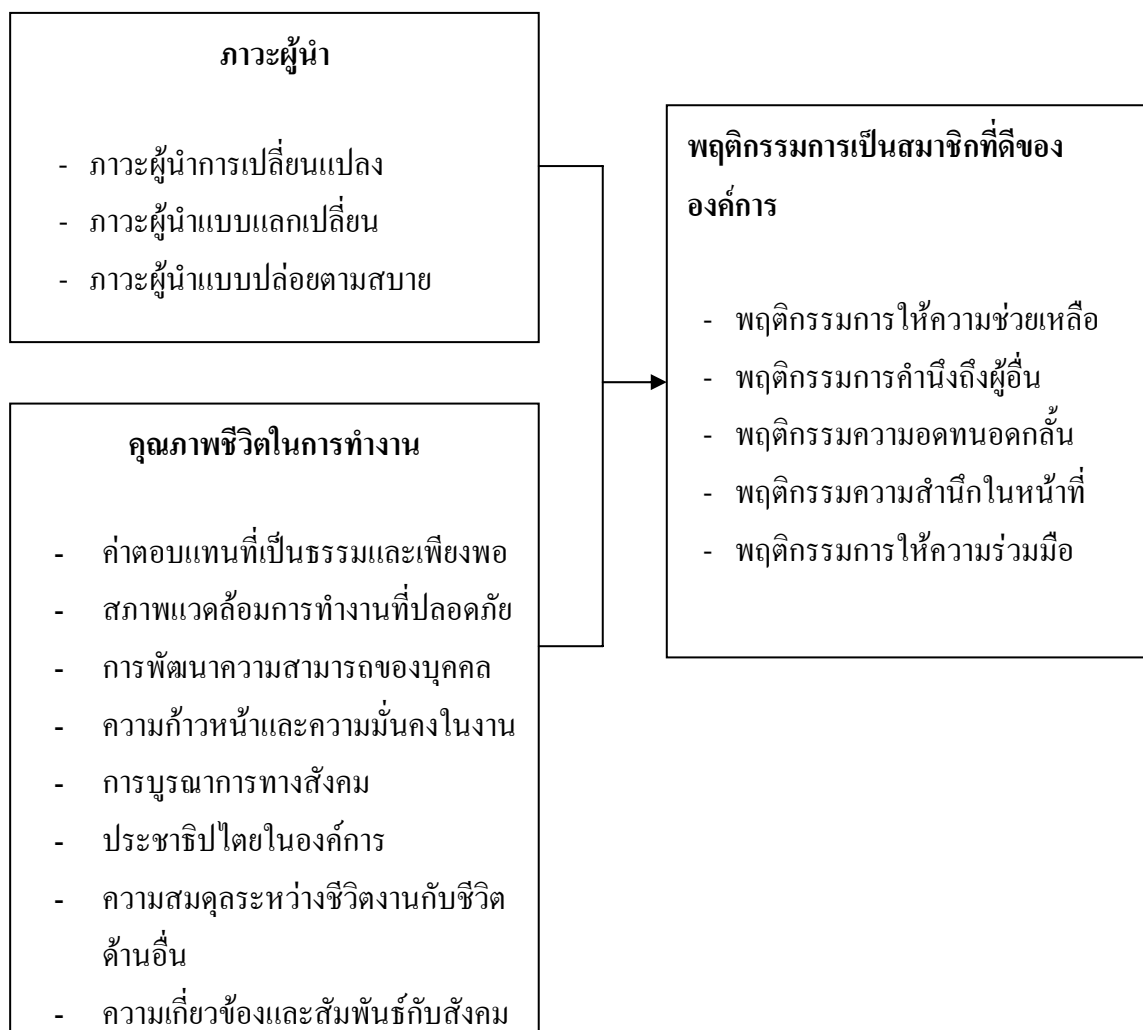 ภาวะผู้นำ
- ภาวะผู้นำการเปลี่ยนแปลง
- ภาวะผู้นำแบบแลกเปลี่ยน
- ภาวะผู้นำแบบปล่อยตามสบาย
คุณภาพชีวิตในการทำงาน
- ค่าตอบแทนที่เป็นธรรมและเพียงพอ
- สภาพแวดล้อมการทำงานที่ปลอดภัย
- การพัฒนาความสามารถของบุคคล
- ความก้าวหน้าและความมั่นคงในงาน
- การบูรณาการทางสังคม
- ประชาธิปไตยในองค์การ
- ความสมดุลระหว่างชีวิตงานกับชีวิต
ด้านอื่น
- ความเกี่ยวข้องและสัมพันธ์กับสังคม
พฤติกรรมการเป็นสมาชิกที่ดีของ
องค์การ
- พฤติกรรมการให้ความช่วยเหลือ
- พฤติกรรมการคำนึงถึงผู้อื่น
- พฤติกรรมความอดทนอดกลั้น
- พฤติกรรมความสำนึกในหน้าที่
- พฤติกรรมการให้ความร่วมมือ